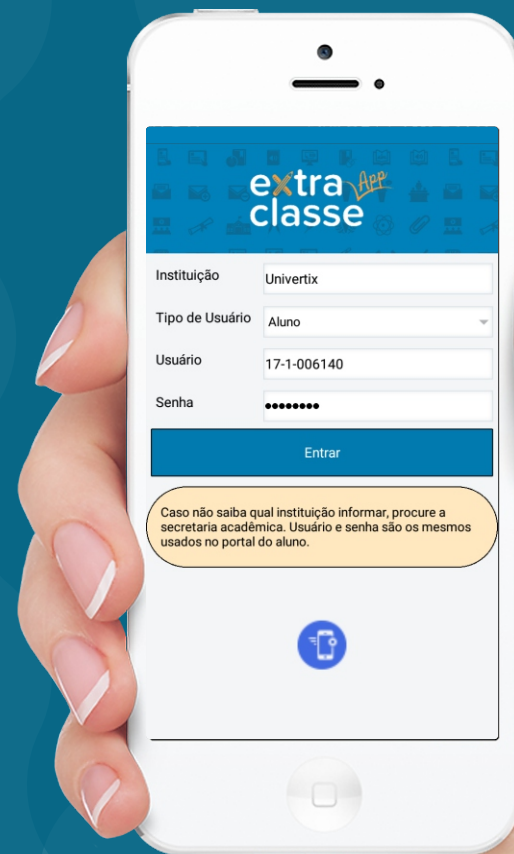 extra App
classe
Instituição
Univertix
Tipo de Usuário
Aluno
Usuário
17-1-006140
Senha
••••••••
Entrar
Caso não saiba qual instituição informar, procure a
secretaria acadêmica. Usuário e senha são os mesmos
usados no portal do aluno.